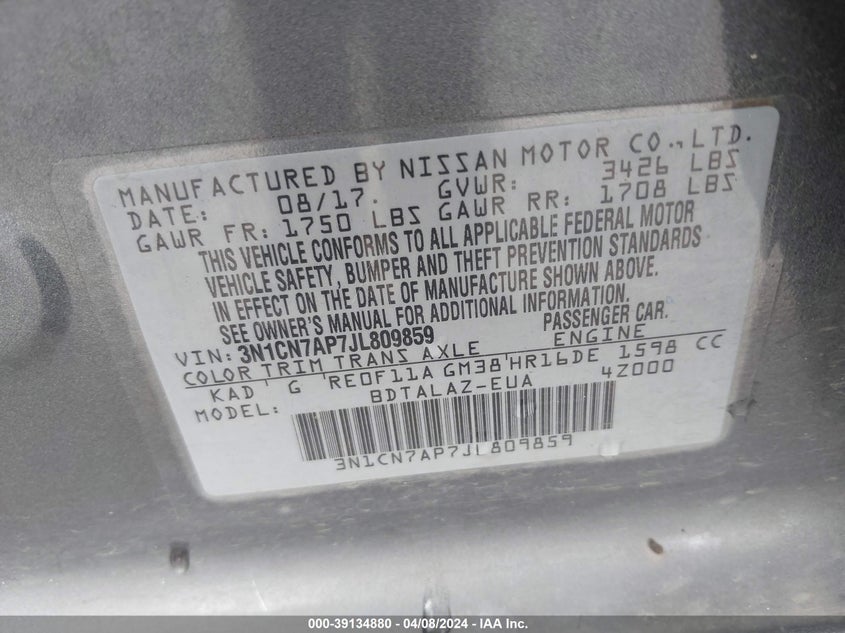 MANUFACTURED BY NISSAN MOTOR CO.,LTD.
DATE: 08/17. GVWR: 3426 LBS
GAWR FR: 1750 LBS GAWR RR: 1708 LBS
THIS VEHICLE CONFORMS TO ALL APPLICABLE FEDERAL MOTOR
VEHICLE SAFETY, BUMPER AND THEFT PREVENTION STANDARDS
IN EFFECT ON THE DATE OF MANUFACTURE SHOWN ABOVE.
SEE OWNER'S MANUAL FOR ADDITIONAL INFORMATION.
VIN: 3N1CN7AP7JL809859 PASSENGER CAR.
COLOR TRIM TRANS AXLE ENGINE
KAD ' G 'RE0F11A GM38'HR16DE 1598 CC
MODEL: BDTALAZ-EUA 4Z000
3N1CN7AP7JL809859
000-39134880 - 04/08/2024 - IAA Inc.